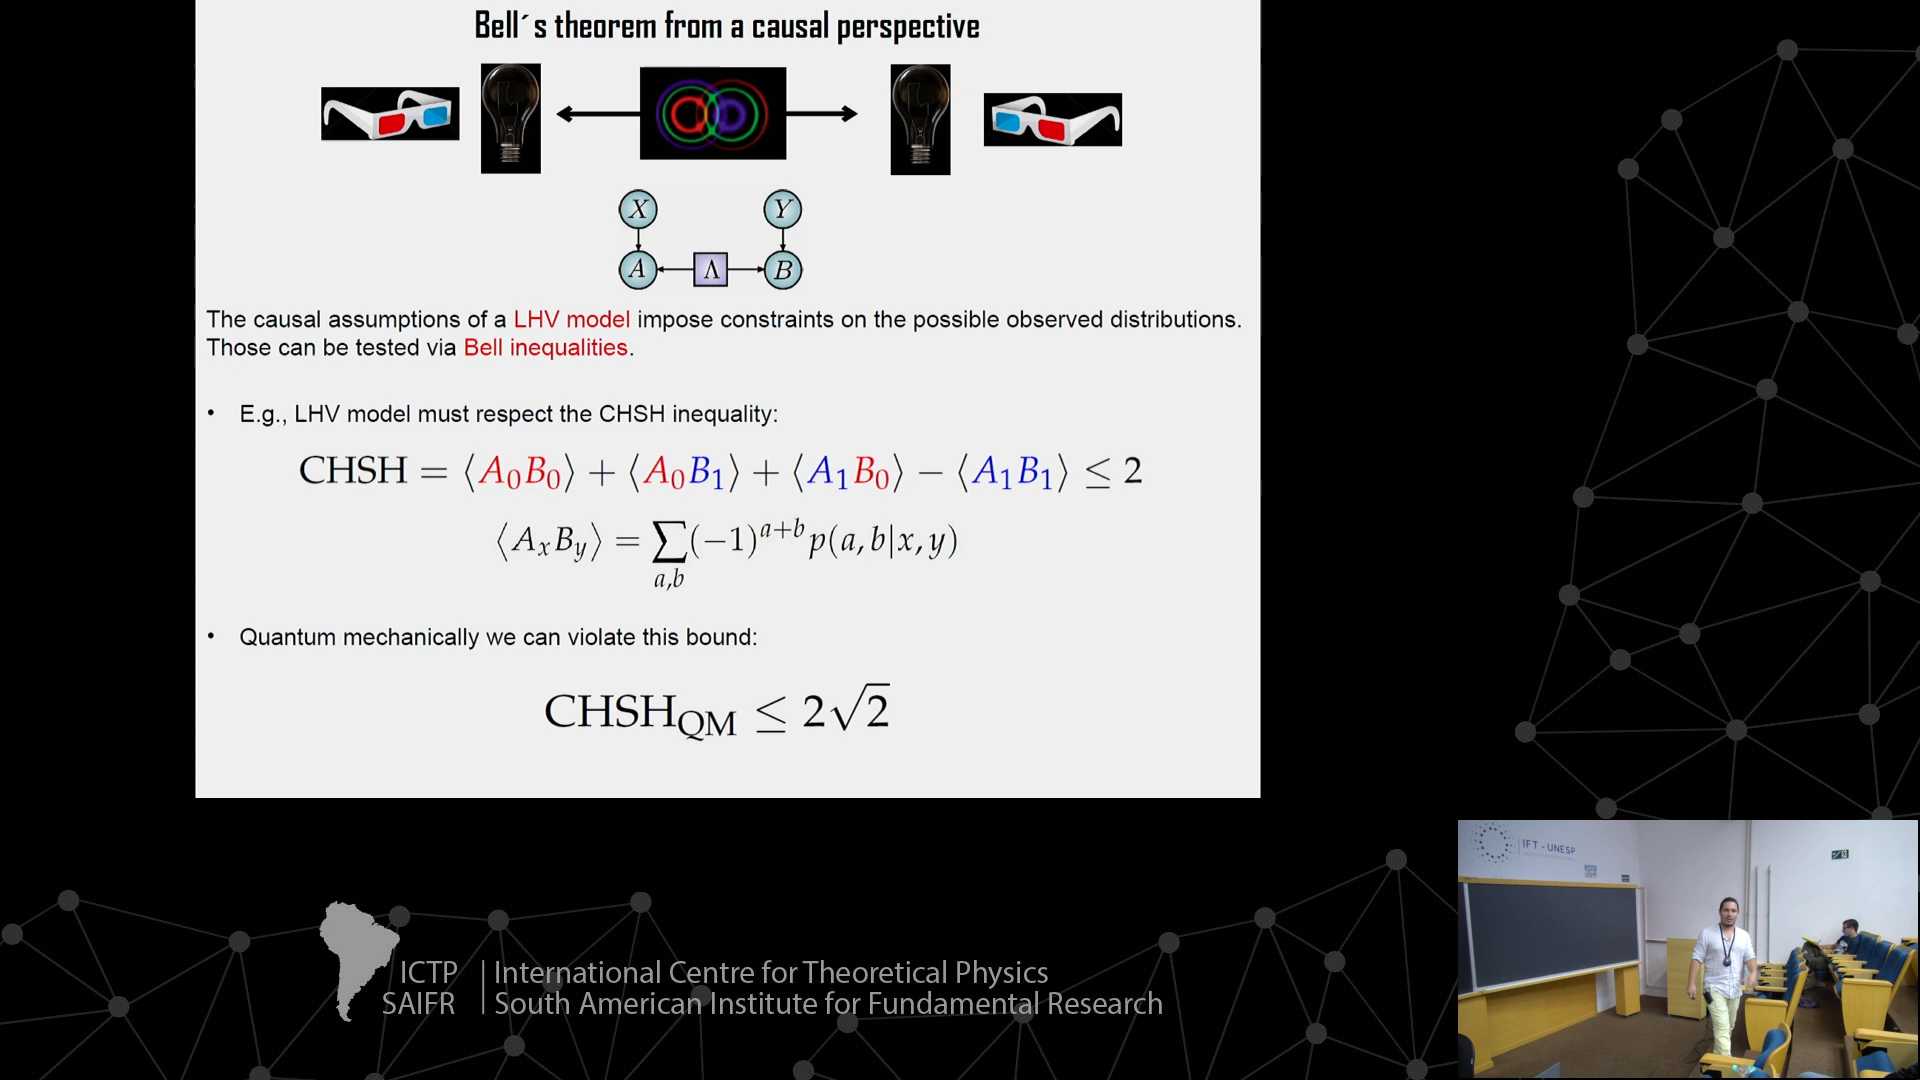 Bell´s theorem from a causal perspective
X Y
A Λ B
The causal assumptions of a LHV model impose constraints on the possible observed distributions.
Those can be tested via Bell inequalities.
• E.g., LHV model must respect the CHSH inequality:
CHSH = ⟨A₀B₀⟩ + ⟨A₀B₁⟩ + ⟨A₁B₀⟩ − ⟨A₁B₁⟩ ≤ 2
⟨AₓBᵧ⟩ = ∑(−1)ᵃ⁺ᵇ p(a, b|x, y)
a,b
• Quantum mechanically we can violate this bound:
CHSH_QM ≤ 2√2
IFT - UNESP
ICTP | International Centre for Theoretical Physics
SAIFR | South American Institute for Fundamental Research